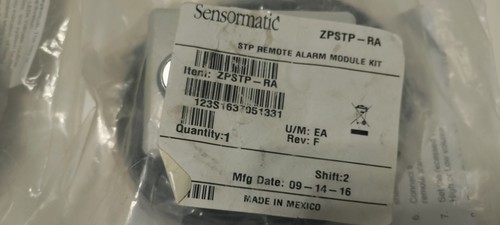 Sensormatic ZPSTP-RA
STP REMOTE ALARM MODULE KIT
Item: ZPSTP-RA
123S1637051331
Quantity:1
U/M: EA
Rev: F
Shift:2
Mfg Date: 09-14-16
MADE IN MEXICO